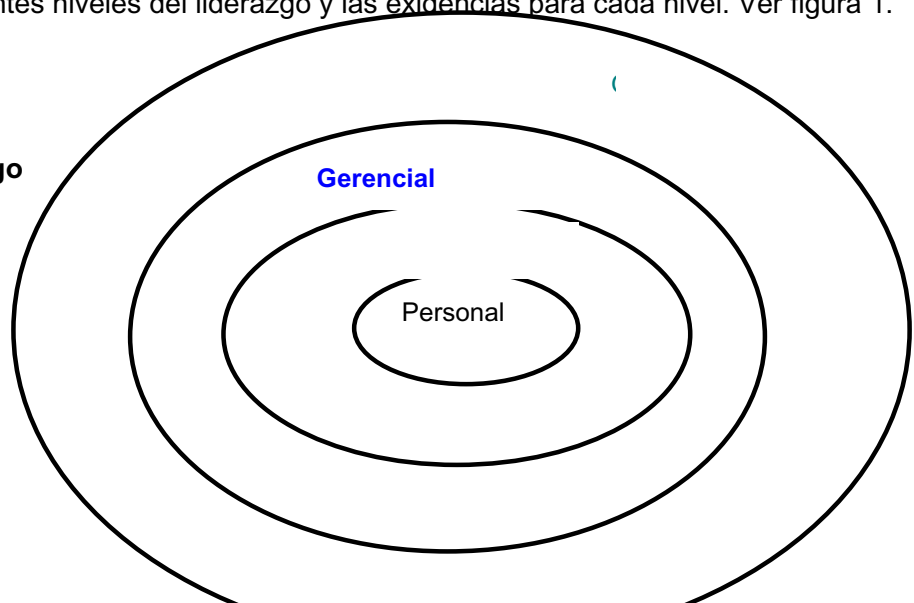 ntes niveles del liderazgo y las exigencias para cada nivel. Ver figura 1.
go
Gerencial
Personal